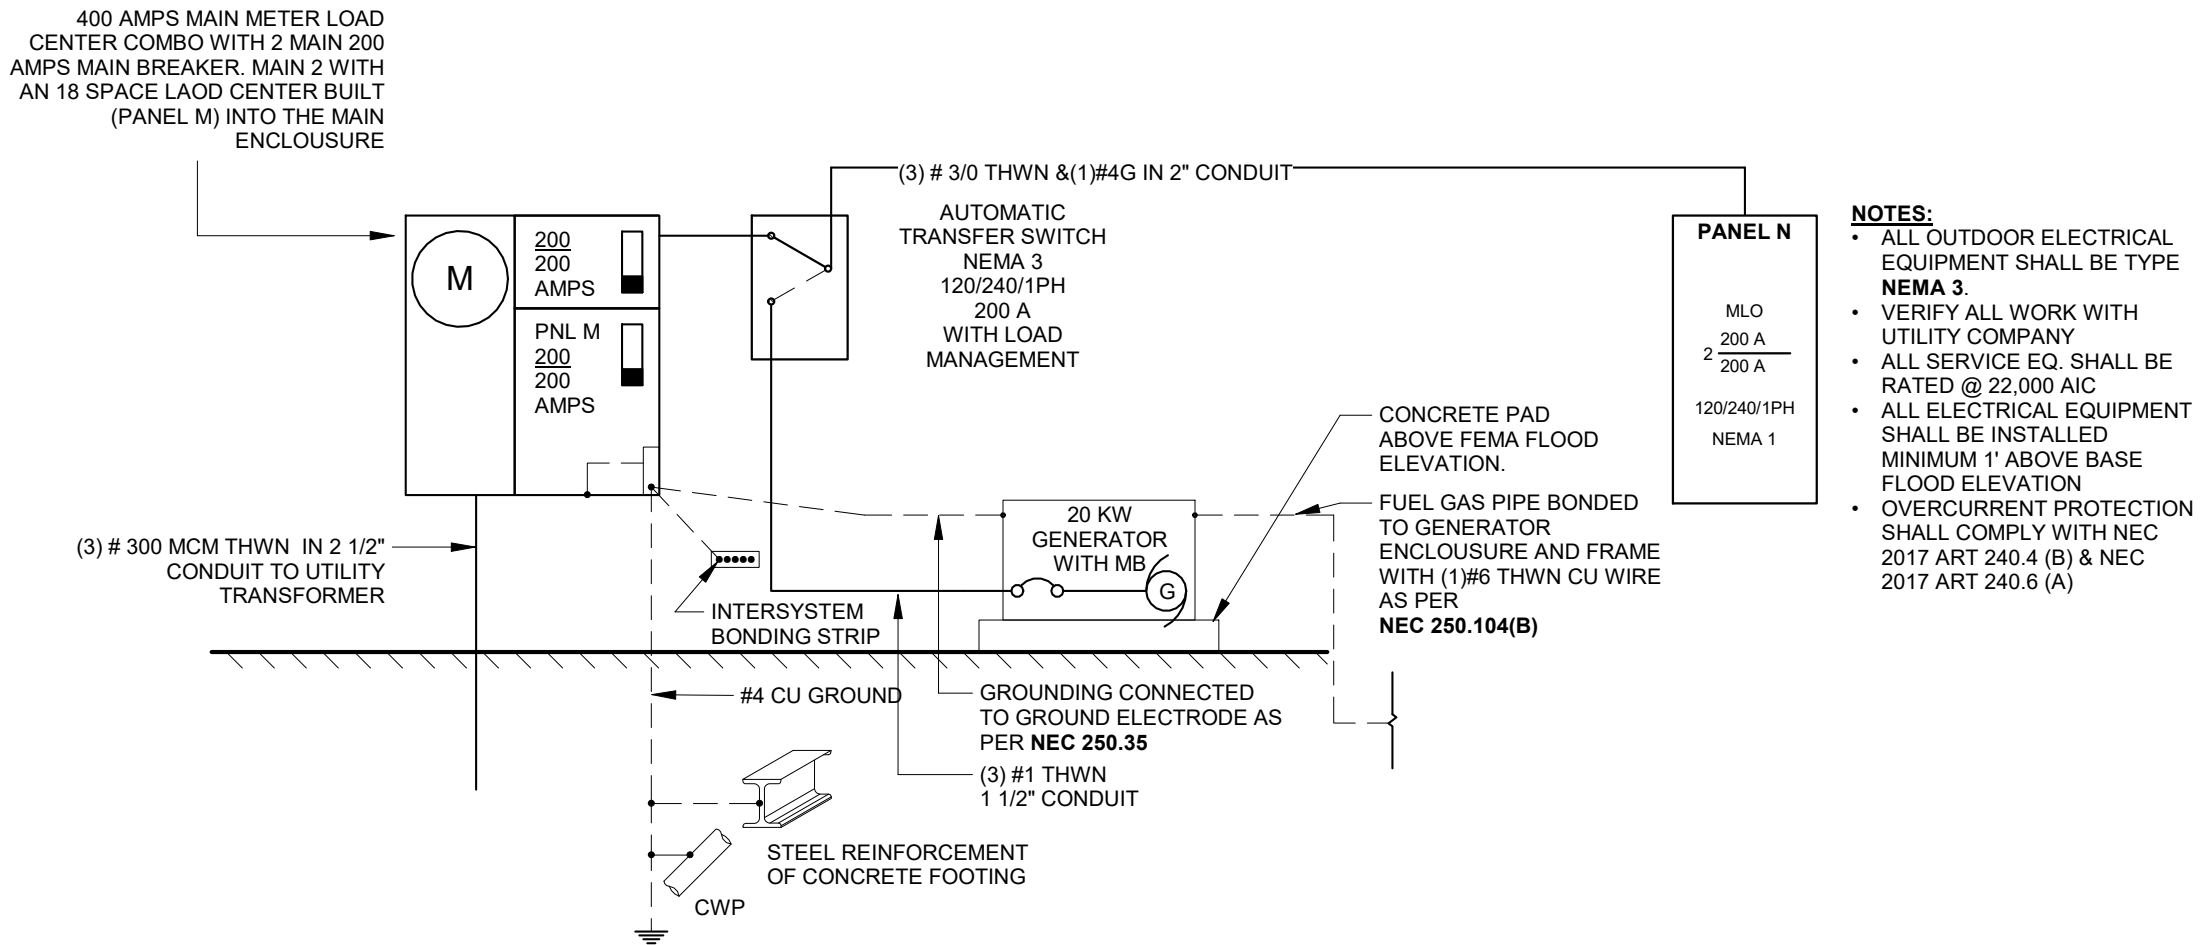 400 AMPS MAIN METER LOAD
CENTER COMBO WITH 2 MAIN 200
AMPS MAIN BREAKER. MAIN 2 WITH
AN 18 SPACE LAOD CENTER BUILT
(PANEL M) INTO THE MAIN
ENCLOUSURE
M
200
200
AMPS
PNL M
200
200
AMPS
(3) # 3/0 THWN &(1)#4G IN 2" CONDUIT
AUTOMATIC
TRANSFER SWITCH
NEMA 3
120/240/1PH
200 A
WITH LOAD
MANAGEMENT
PANEL N
MLO
2 200 A
200 A
120/240/1PH
NEMA 1
NOTES:
• ALL OUTDOOR ELECTRICAL
EQUIPMENT SHALL BE TYPE
NEMA 3.
• VERIFY ALL WORK WITH
UTILITY COMPANY
• ALL SERVICE EQ. SHALL BE
RATED @ 22,000 AIC
• ALL ELECTRICAL EQUIPMENT
SHALL BE INSTALLED
MINIMUM 1' ABOVE BASE
FLOOD ELEVATION
• OVERCURRENT PROTECTION
SHALL COMPLY WITH NEC
2017 ART 240.4 (B) & NEC
2017 ART 240.6 (A)
CONCRETE PAD
ABOVE FEMA FLOOD
ELEVATION.
FUEL GAS PIPE BONDED
TO GENERATOR
ENCLOUSURE AND FRAME
WITH (1)#6 THWN CU WIRE
AS PER
NEC 250.104(B)
20 KW
GENERATOR
WITH MB
G
(3) # 300 MCM THWN IN 2 1/2"
CONDUIT TO UTILITY
TRANSFORMER
INTERSYSTEM
BONDING STRIP
#4 CU GROUND
GROUNDING CONNECTED
TO GROUND ELECTRODE AS
PER NEC 250.35
(3) #1 THWN
1 1/2" CONDUIT
STEEL REINFORCEMENT
OF CONCRETE FOOTING
CWP